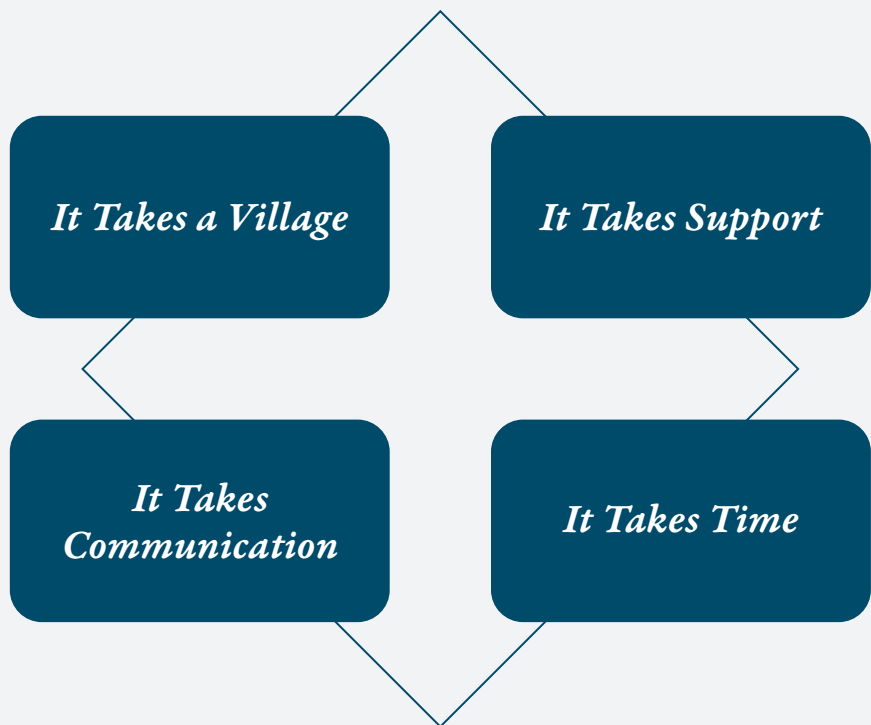 It Takes a Village
It Takes Support
It Takes
Communication
It Takes Time